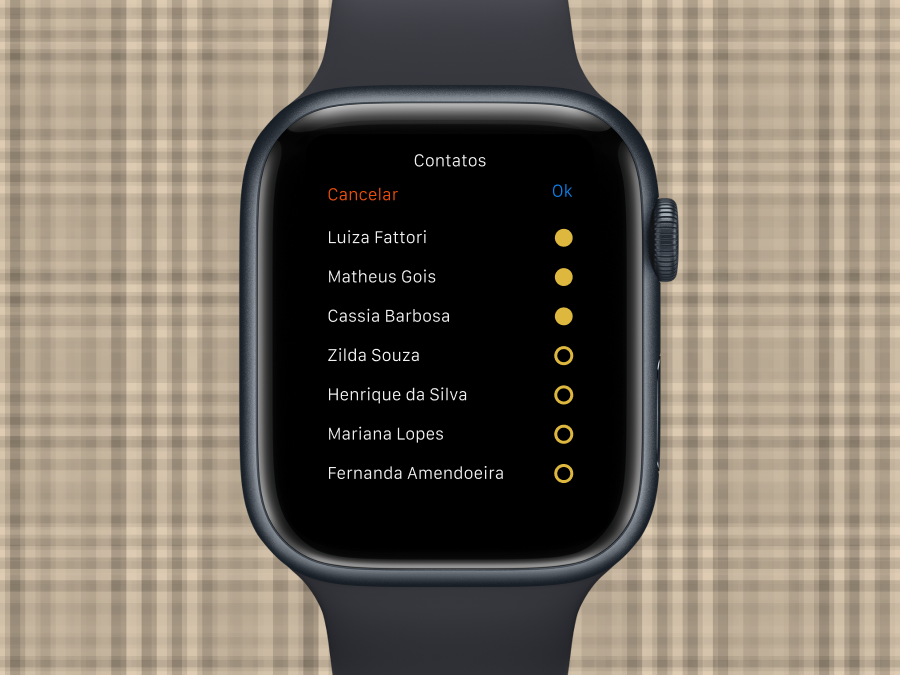 Contatos
Cancelar
Ok
Luiza Fattori
Matheus Gois
Cassia Barbosa
Zilda Souza
Henrique da Silva
Mariana Lopes
Fernanda Amendoeira